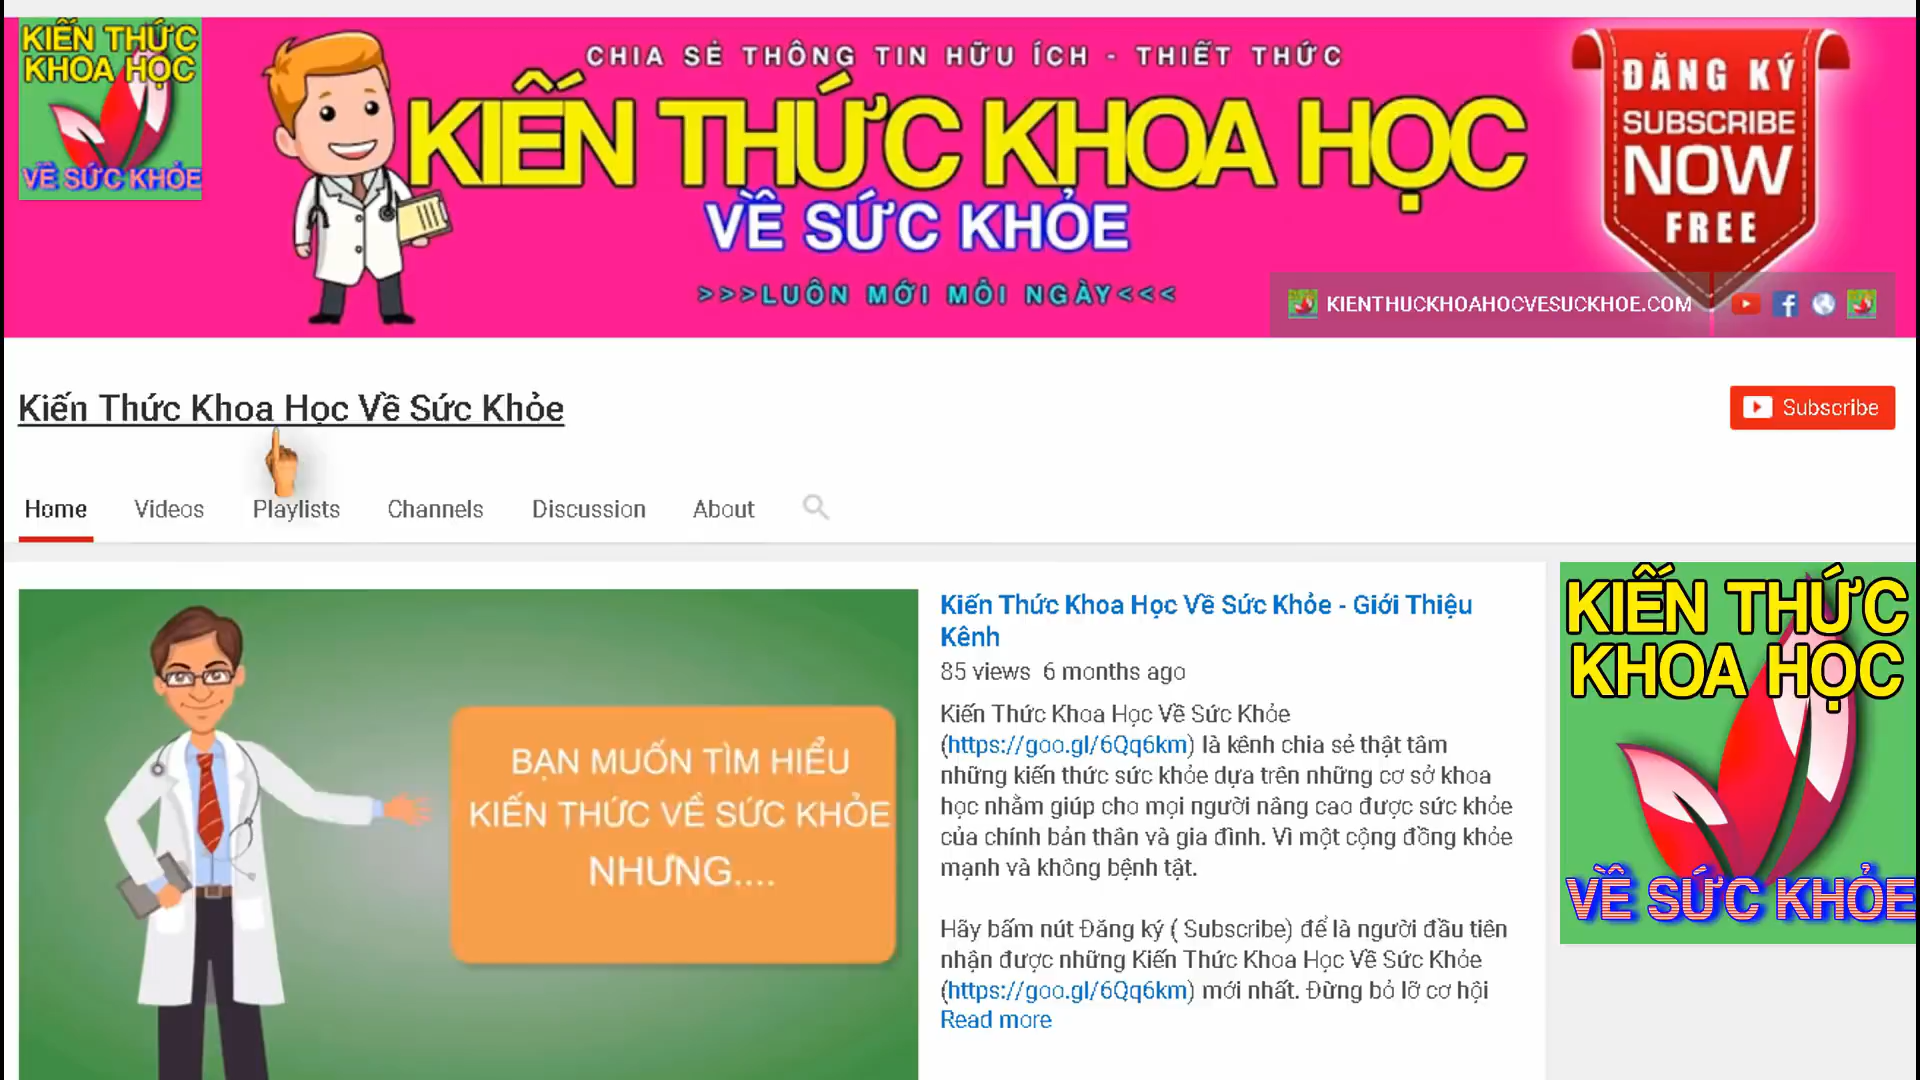 KIẾN THỨC
KHOA HỌC
VỀ SỨC KHỎE
CHIA SẺ THÔNG TIN HỮU ÍCH - THIẾT THỨC
KIẾN THỨC KHOA HỌC
VỀ SỨC KHỎE
>>>LUÔN MỚI MỖI NGÀY<<<
ĐĂNG KÝ
SUBSCRIBE
NOW
FREE
KIENTHUCKHOAHOCVESUCKHOE.COM
Kiến Thức Khoa Học Về Sức Khỏe
Subscribe
Home Videos Playlists Channels Discussion About
BẠN MUỐN TÌM HIỂU
KIẾN THỨC VỀ SỨC KHỎE
NHƯNG....
Kiến Thức Khoa Học Về Sức Khỏe - Giới Thiệu
Kênh
85 views 6 months ago
Kiến Thức Khoa Học Về Sức Khỏe
(https://goo.gl/6Qq6km) là kênh chia sẻ thật tâm
những kiến thức sức khỏe dựa trên những cơ sở khoa
học nhằm giúp cho mọi người nâng cao được sức khỏe
của chính bản thân và gia đình. Vì một cộng đồng khỏe
mạnh và không bệnh tật.
Hãy bấm nút Đăng ký ( Subscribe) để là người đầu tiên
nhận được những Kiến Thức Khoa Học Về Sức Khỏe
(https://goo.gl/6Qq6km) mới nhất. Đừng bỏ lỡ cơ hội
Read more
KIẾN THỨC
KHOA HỌC
VỀ SỨC KHỎE